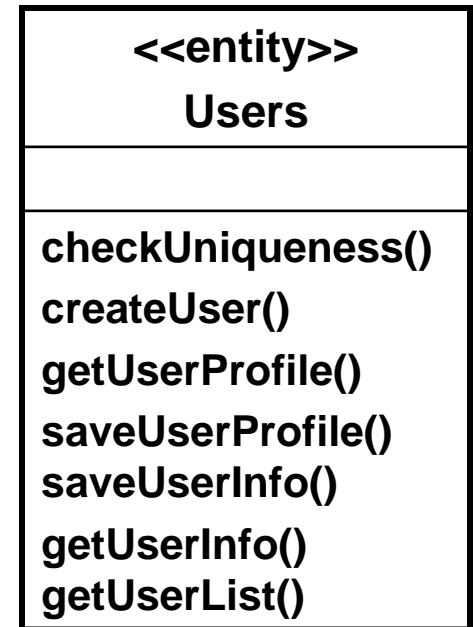 <<entity>>
Users
checkUniqueness()
createUser()
getUserProfile()
saveUserProfile()
saveUserInfo()
getUserInfo()
getUserList()